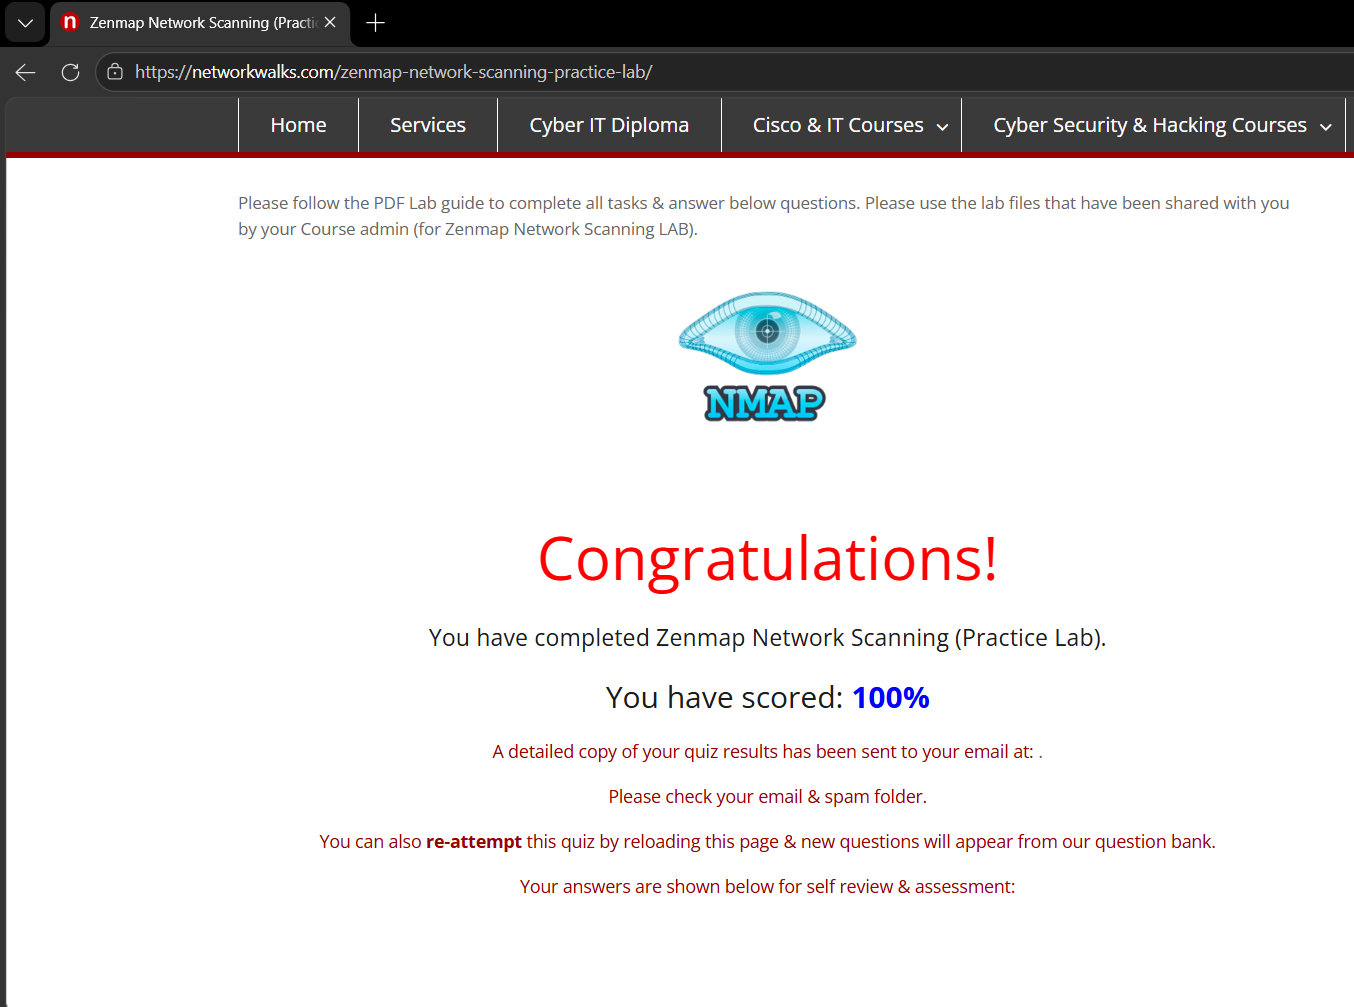 Zenmap Network Scanning (Practi
https://networkwalks.com/zenmap-network-scanning-practice-lab/
Home Services Cyber IT Diploma Cisco & IT Courses Cyber Security & Hacking Courses
Please follow the PDF Lab guide to complete all tasks & answer below questions. Please use the lab files that have been shared with you
by your Course admin (for Zenmap Network Scanning LAB).
NMAP
Congratulations!
You have completed Zenmap Network Scanning (Practice Lab).
You have scored: 100%
A detailed copy of your quiz results has been sent to your email at: .
Please check your email & spam folder.
You can also re-attempt this quiz by reloading this page & new questions will appear from our question bank.
Your answers are shown below for self review & assessment: